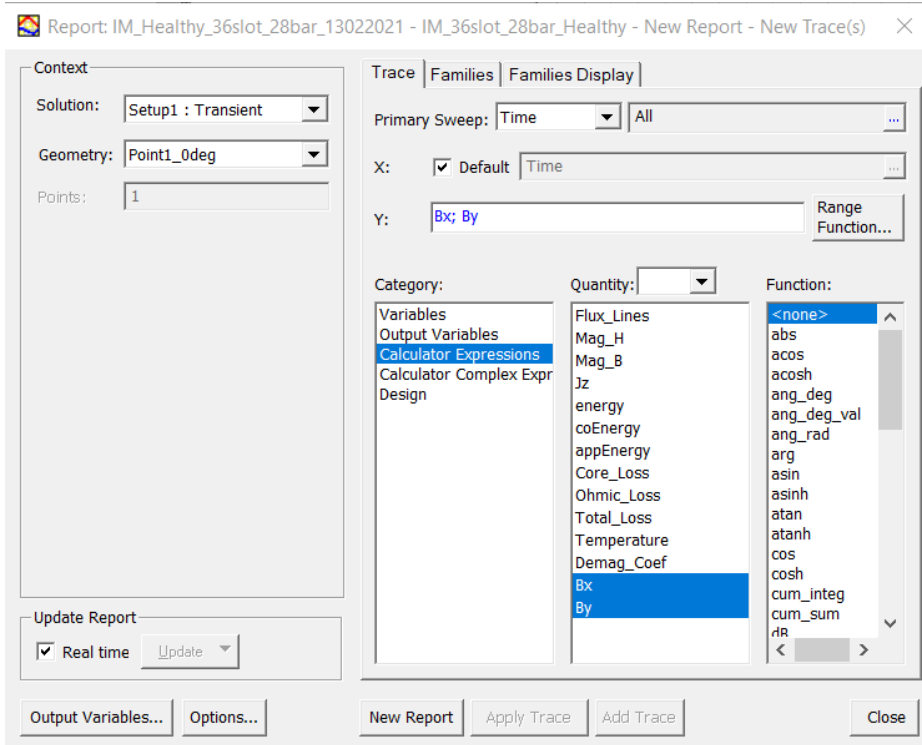 Report: IM_Healthy_36slot_28bar_13022021 - IM_36slot_28bar_Healthy - New Report - New Trace(s)
Context
Solution: Setup1 : Transient
Geometry: Point1_0deg
Points: 1
Update Report
Real time Update
Output Variables... Options...
Trace Families Families Display
Primary Sweep: Time All ...
X: Default Time ...
Y: Bx; By Range Function...
Category:
Variables
Output Variables
Calculator Expressions
Calculator Complex Expr
Design
Quantity:
Flux_Lines
Mag_H
Mag_B
Jz
energy
coEnergy
appEnergy
Core_Loss
Ohmic_Loss
Total_Loss
Temperature
Demag_Coef
Bx
By
Function:
<none>
abs
acos
acosh
ang_deg
ang_deg_val
ang_rad
arg
asin
asinh
atan
atanh
cos
cosh
cum_integ
cum_sum
dB
New Report Apply Trace Add Trace Close